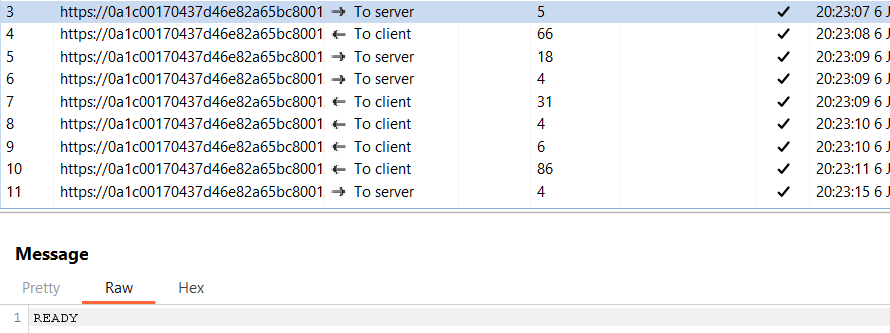 3 https://0a1c00170437d46e82a65bc8001 → To server 5 ✓ 20:23:07 6 J
4 https://0a1c00170437d46e82a65bc8001. ← To client 66 ✓ 20:23:08 6 J
5 https://0a1c00170437d46e82a65bc8001. → To server 18 ✓ 20:23:09 6 J
6 https://0a1c00170437d46e82a65bc8001. → To server 4 ✓ 20:23:09 6 J
7 https://0a1c00170437d46e82a65bc8001. ← To client 31 ✓ 20:23:09 6 J
8 https://0a1c00170437d46e82a65bc8001. ← To client 4 ✓ 20:23:10 6 J
9 https://0a1c00170437d46e82a65bc8001. ← To client 6 ✓ 20:23:10 6 J
10 https://0a1c00170437d46e82a65bc8001. ← To client 86 ✓ 20:23:11 6 J
11 https://0a1c00170437d46e82a65bc8001. → To server 4 ✓ 20:23:15 6 J
Message
Pretty Raw Hex
1 READY